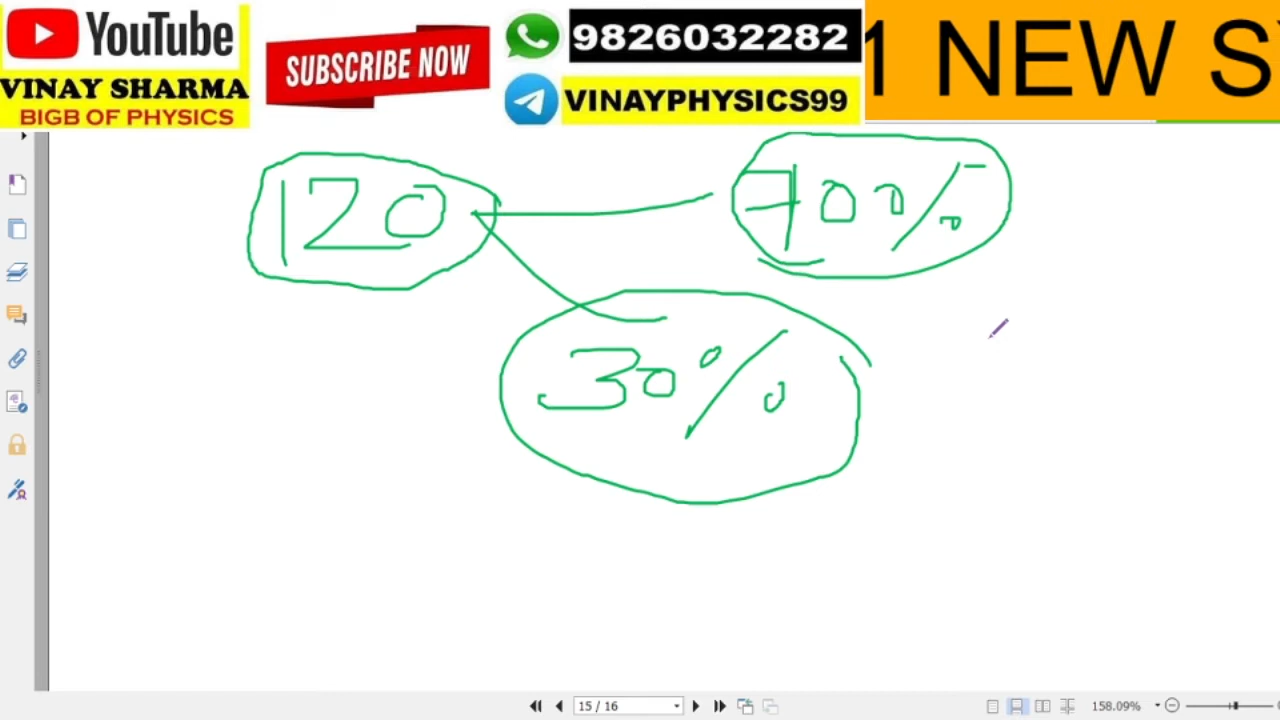 YouTube
VINAY SHARMA
BIGB OF PHYSICS
SUBSCRIBE NOW
9826032282
VINAYPHYSICS99
1 NEW S
120
70%
30%
15 / 16
158.09%